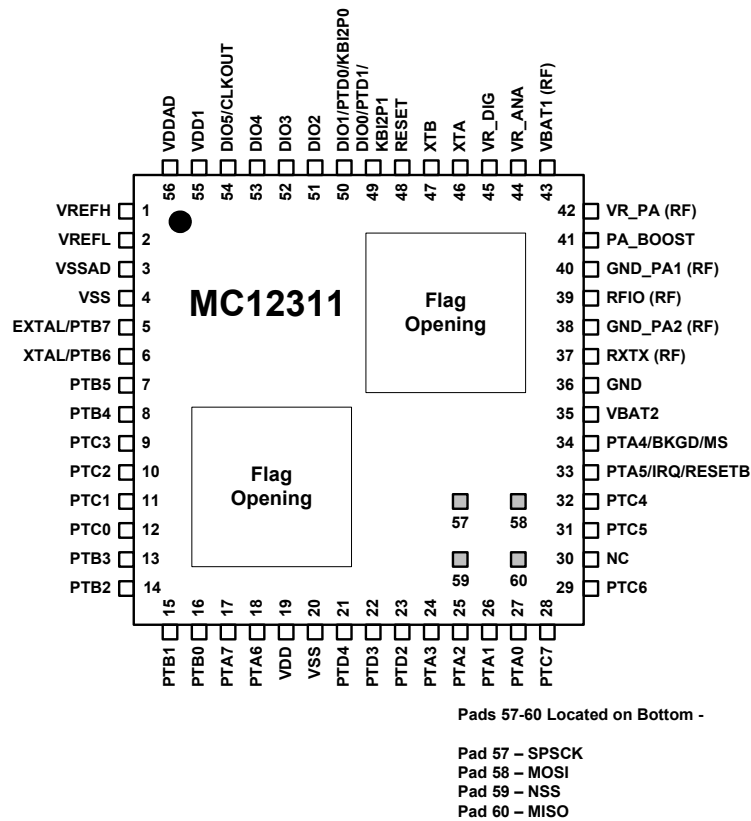 VDDAD
VDD1
DIO5/CLKOUT
DIO4
DIO3
DIO2
DIO1/PTD0/KBI2P0
DIO0/PTD1/
KBI2P1
RESET
XTB
XTA
VR_DIG
VR_ANA
VBAT1 (RF)
56 55 54 53 52 51 50 49 48 47 46 45 44 43
VREFH 1
VREFL 2
VSSAD 3
VSS 4
EXTAL/PTB7 5
XTAL/PTB6 6
PTB5 7
PTB4 8
PTC3 9
PTC2 10
PTC1 11
PTC0 12
PTB3 13
PTB2 14
MC12311
Flag
Opening
Flag
Opening
57 58
59 60
42 VR_PA (RF)
41 PA_BOOST
40 GND_PA1 (RF)
39 RFIO (RF)
38 GND_PA2 (RF)
37 RXTX (RF)
36 GND
35 VBAT2
34 PTA4/BKGD/MS
33 PTA5/IRQ/RESETB
32 PTC4
31 PTC5
30 NC
29 PTC6
15 16 17 18 19 20 21 22 23 24 25 26 27 28
PTB1
PTB0
PTA7
PTA6
VDD
VSS
PTD4
PTD3
PTD2
PTA3
PTA2
PTA1
PTA0
PTC7
Pads 57-60 Located on Bottom -
Pad 57 – SPSCK
Pad 58 – MOSI
Pad 59 – NSS
Pad 60 – MISO